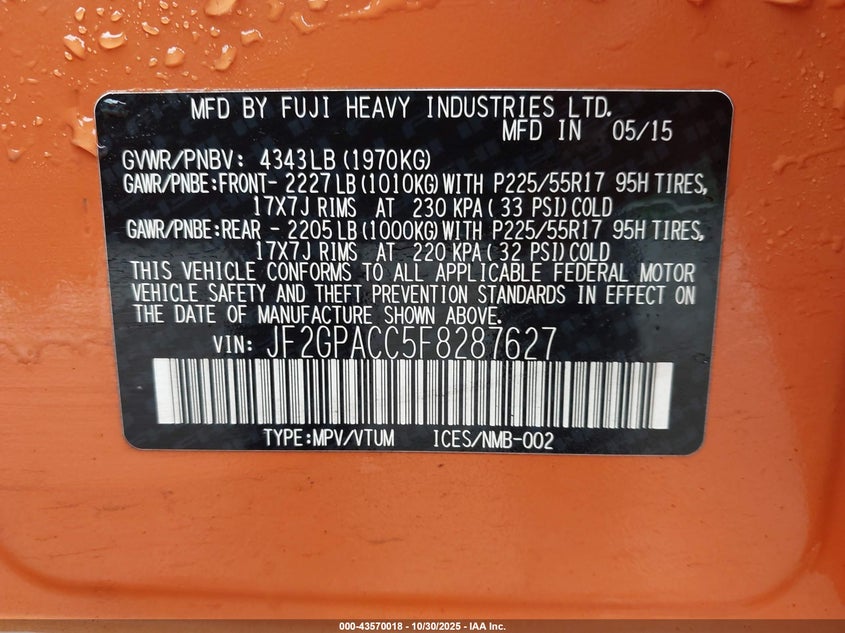 MFD BY FUJI HEAVY INDUSTRIES LTD.
MFD IN 05/15
GVWR/PNBV: 4343LB (1970KG)
GAWR/PNBE:FRONT- 2227LB (1010KG) WITH P225/55R17 95H TIRES,
17X7J RIMS AT 230 KPA ( 33 PSI) COLD
GAWR/PNBE:REAR - 2205LB (1000KG) WITH P225/55R17 95H TIRES,
17X7J RIMS AT 220 KPA ( 32 PSI) COLD
THIS VEHICLE CONFORMS TO ALL APPLICABLE FEDERAL MOTOR
VEHICLE SAFETY AND THEFT PREVENTION STANDARDS IN EFFECT ON
THE DATE OF MANUFACTURE SHOWN ABOVE.
VIN: JF2GPACC5F8287627
TYPE:MPV/VTUM ICES/NMB-002
000-43570018 - 10/30/2025 - IAA Inc.